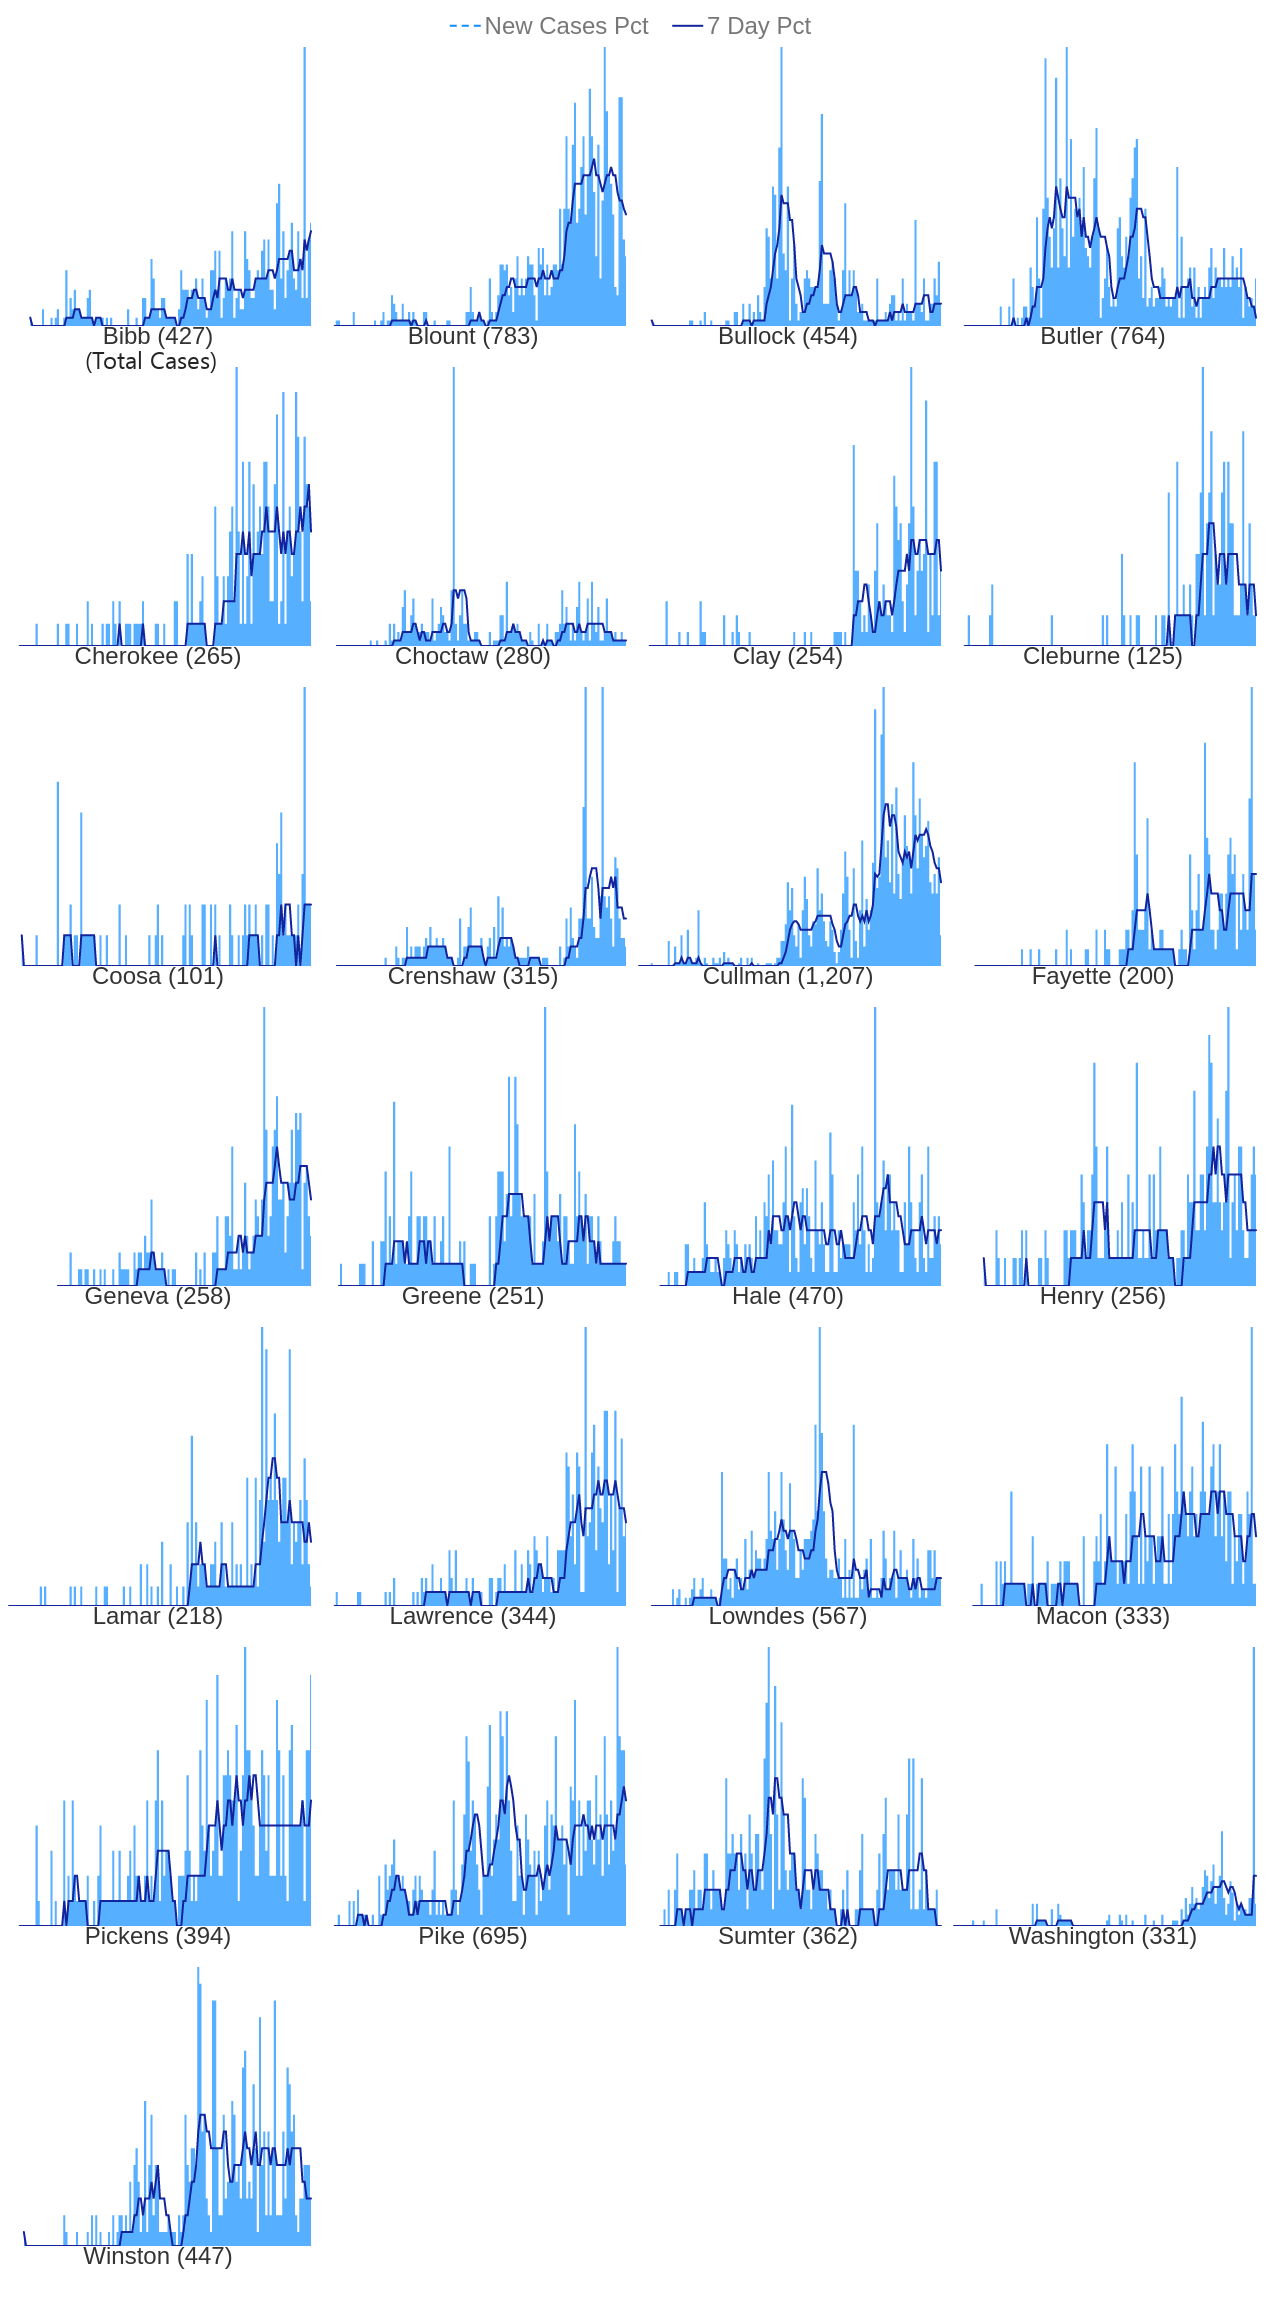 New Cases Pct 7 Day Pct
Bibb (427) Blount (783) Bullock (454) Butler (764)
(Total Cases)
Cherokee (265) Choctaw (280) Clay (254) Cleburne (125)
Coosa (101) Crenshaw (315) Cullman (1,207) Fayette (200)
Geneva (258) Greene (251) Hale (470) Henry (256)
Lamar (218) Lawrence (344) Lowndes (567) Macon (333)
Pickens (394) Pike (695) Sumter (362) Washington (331)
Winston (447)